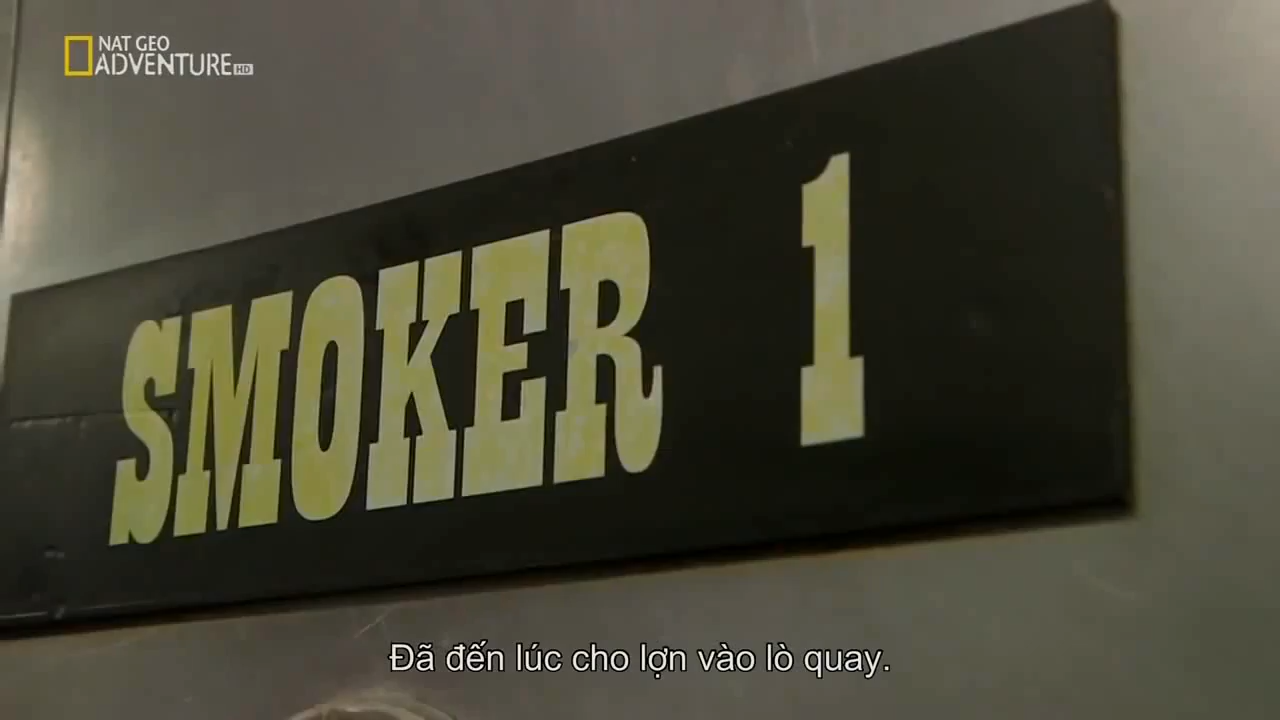 NAT GEO
ADVENTURE HD
SMOKER 1
Đã đến lúc cho lợn vào lò quay.